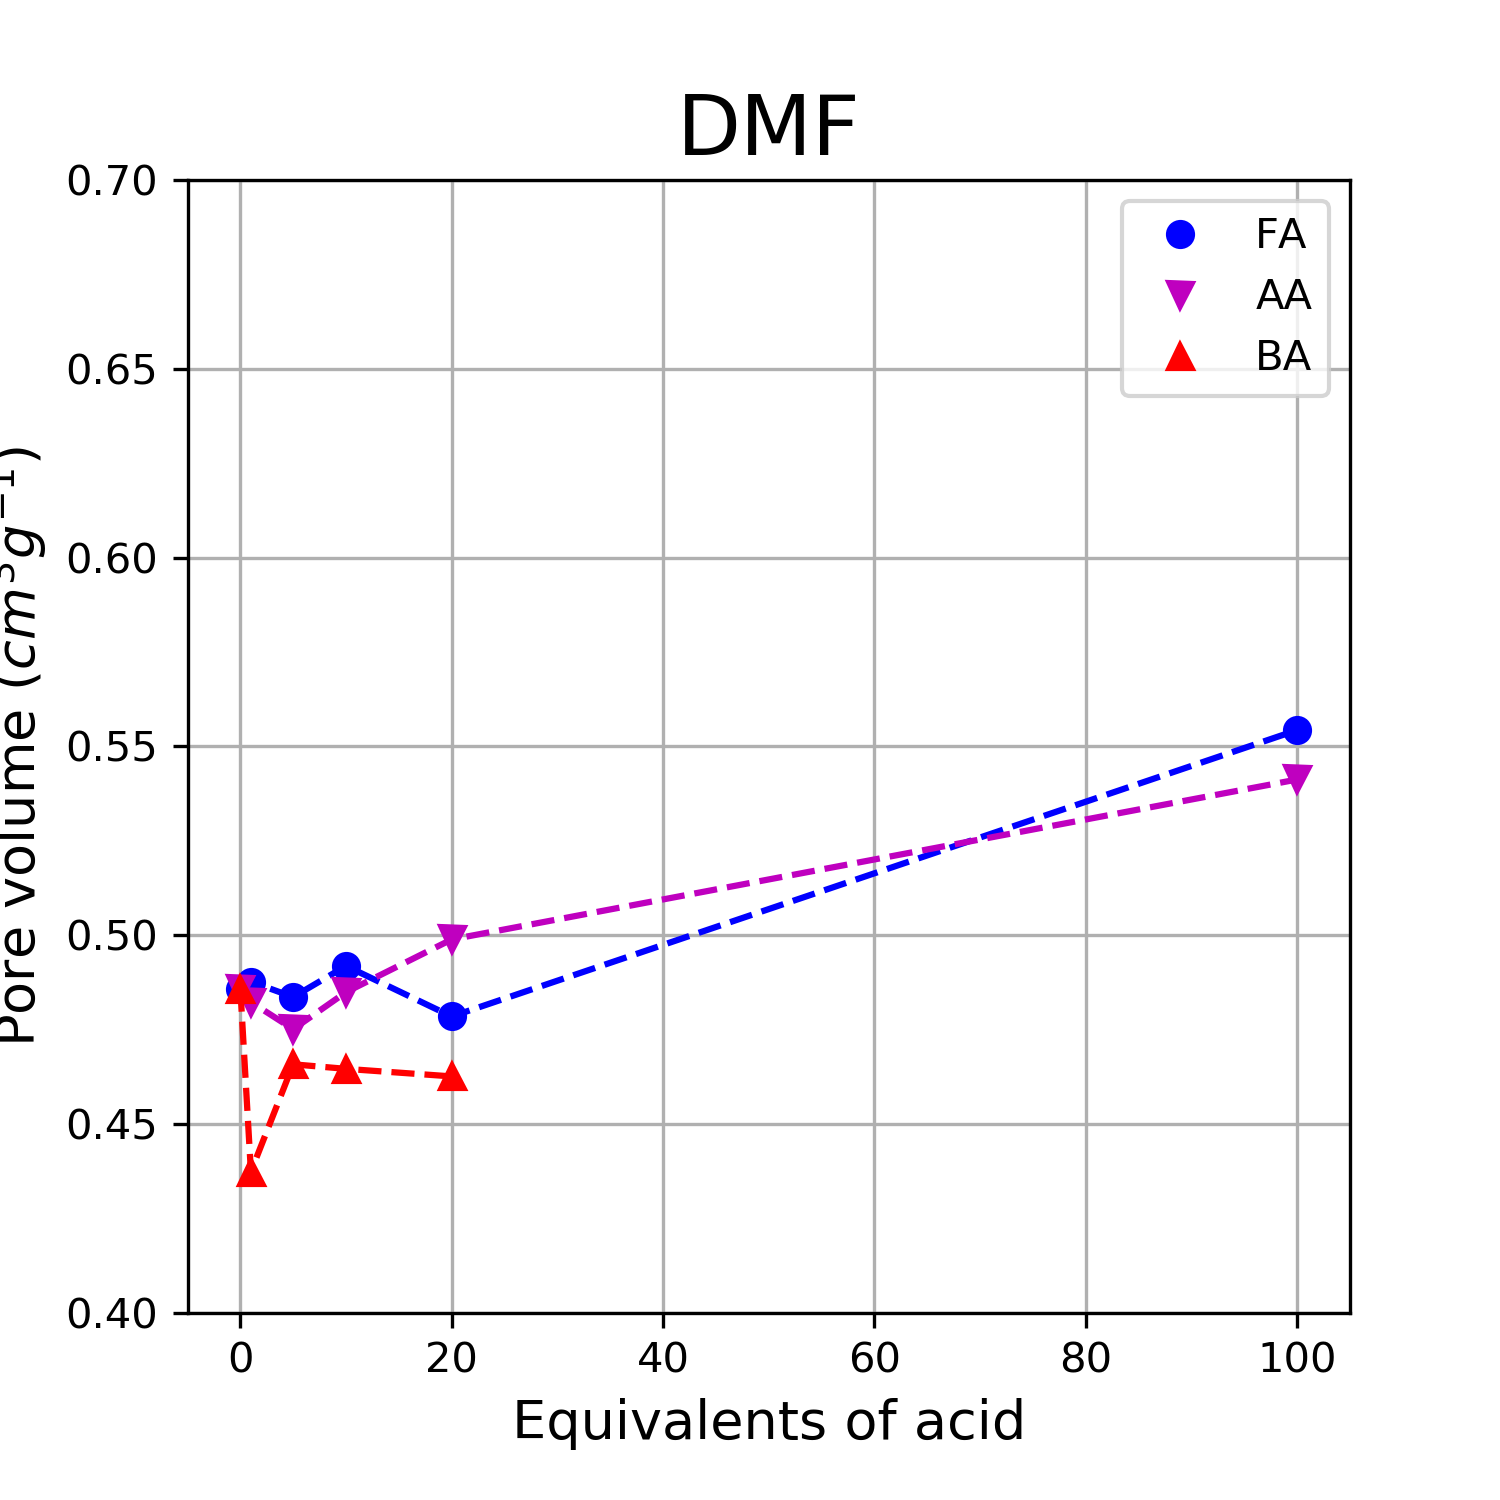 DMF
Pore volume (cm³g⁻¹)
0.70
0.65
0.60
0.55
0.50
0.45
0.40
FA
AA
BA
0 20 40 60 80 100
Equivalents of acid